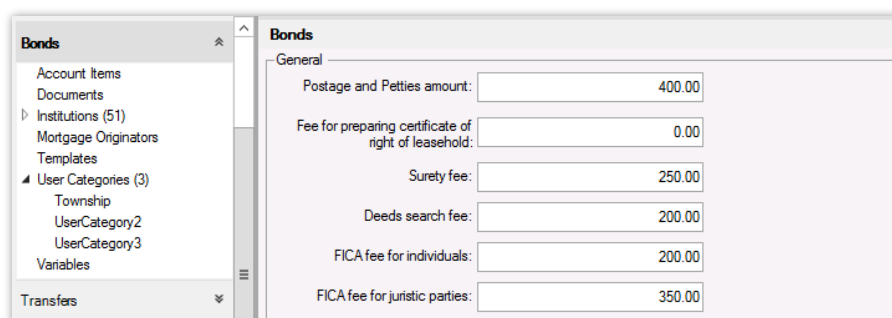 Bonds
Account Items
Documents
Institutions (51)
Mortgage Originators
Templates
User Categories (3)
Township
UserCategory2
UserCategory3
Variables
Transfers
Bonds
General
Postage and Petties amount: 400.00
Fee for preparing certificate of
right of leasehold: 0.00
Surety fee: 250.00
Deeds search fee: 200.00
FICA fee for individuals: 200.00
FICA fee for juristic parties: 350.00